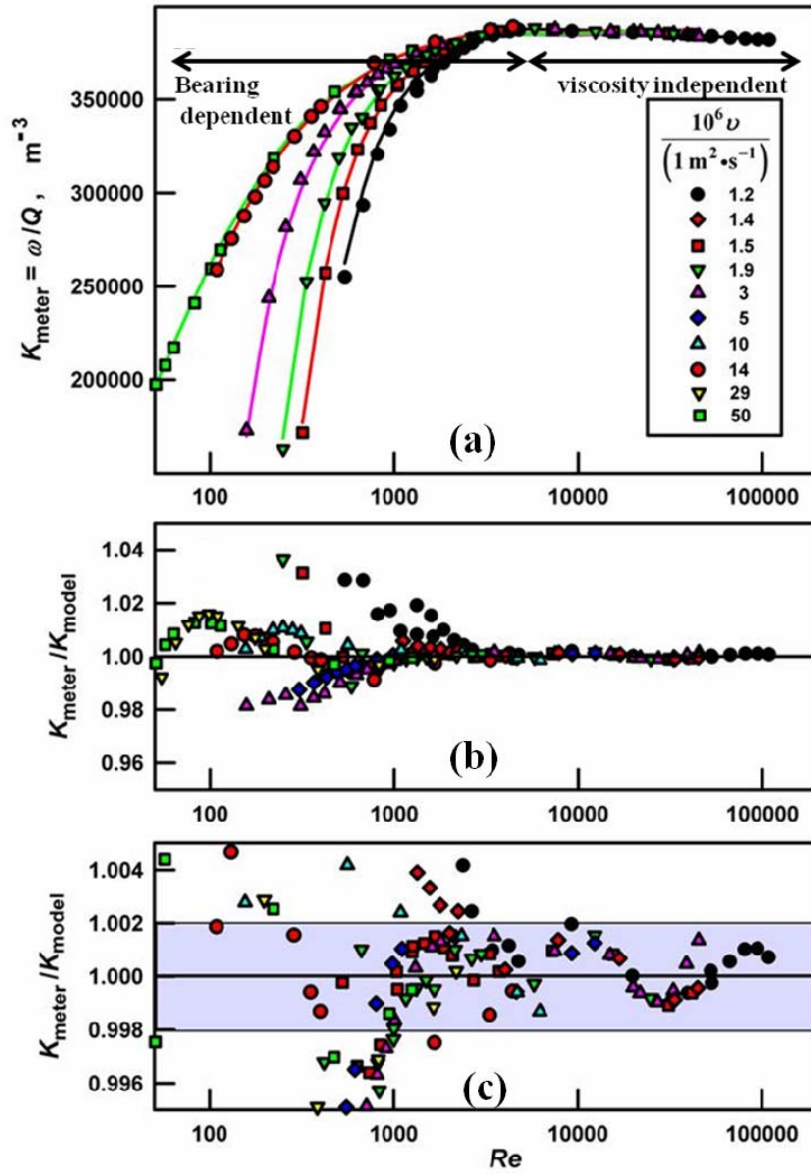 Bearing
dependent
viscosity independent
350000
300000
250000
200000
K_meter = ω/Q , m⁻³
10⁶ υ
(1 m²•s⁻¹)
1.2
1.4
1.5
1.9
3
5
10
14
29
50
(a)
100 1000 10000 100000
1.04
1.02
1.00
0.98
0.96
K_meter/K_model
(b)
100 1000 10000 100000
1.004
1.002
1.000
0.998
0.996
K_meter/K_model
(c)
100 1000 10000 100000
Re